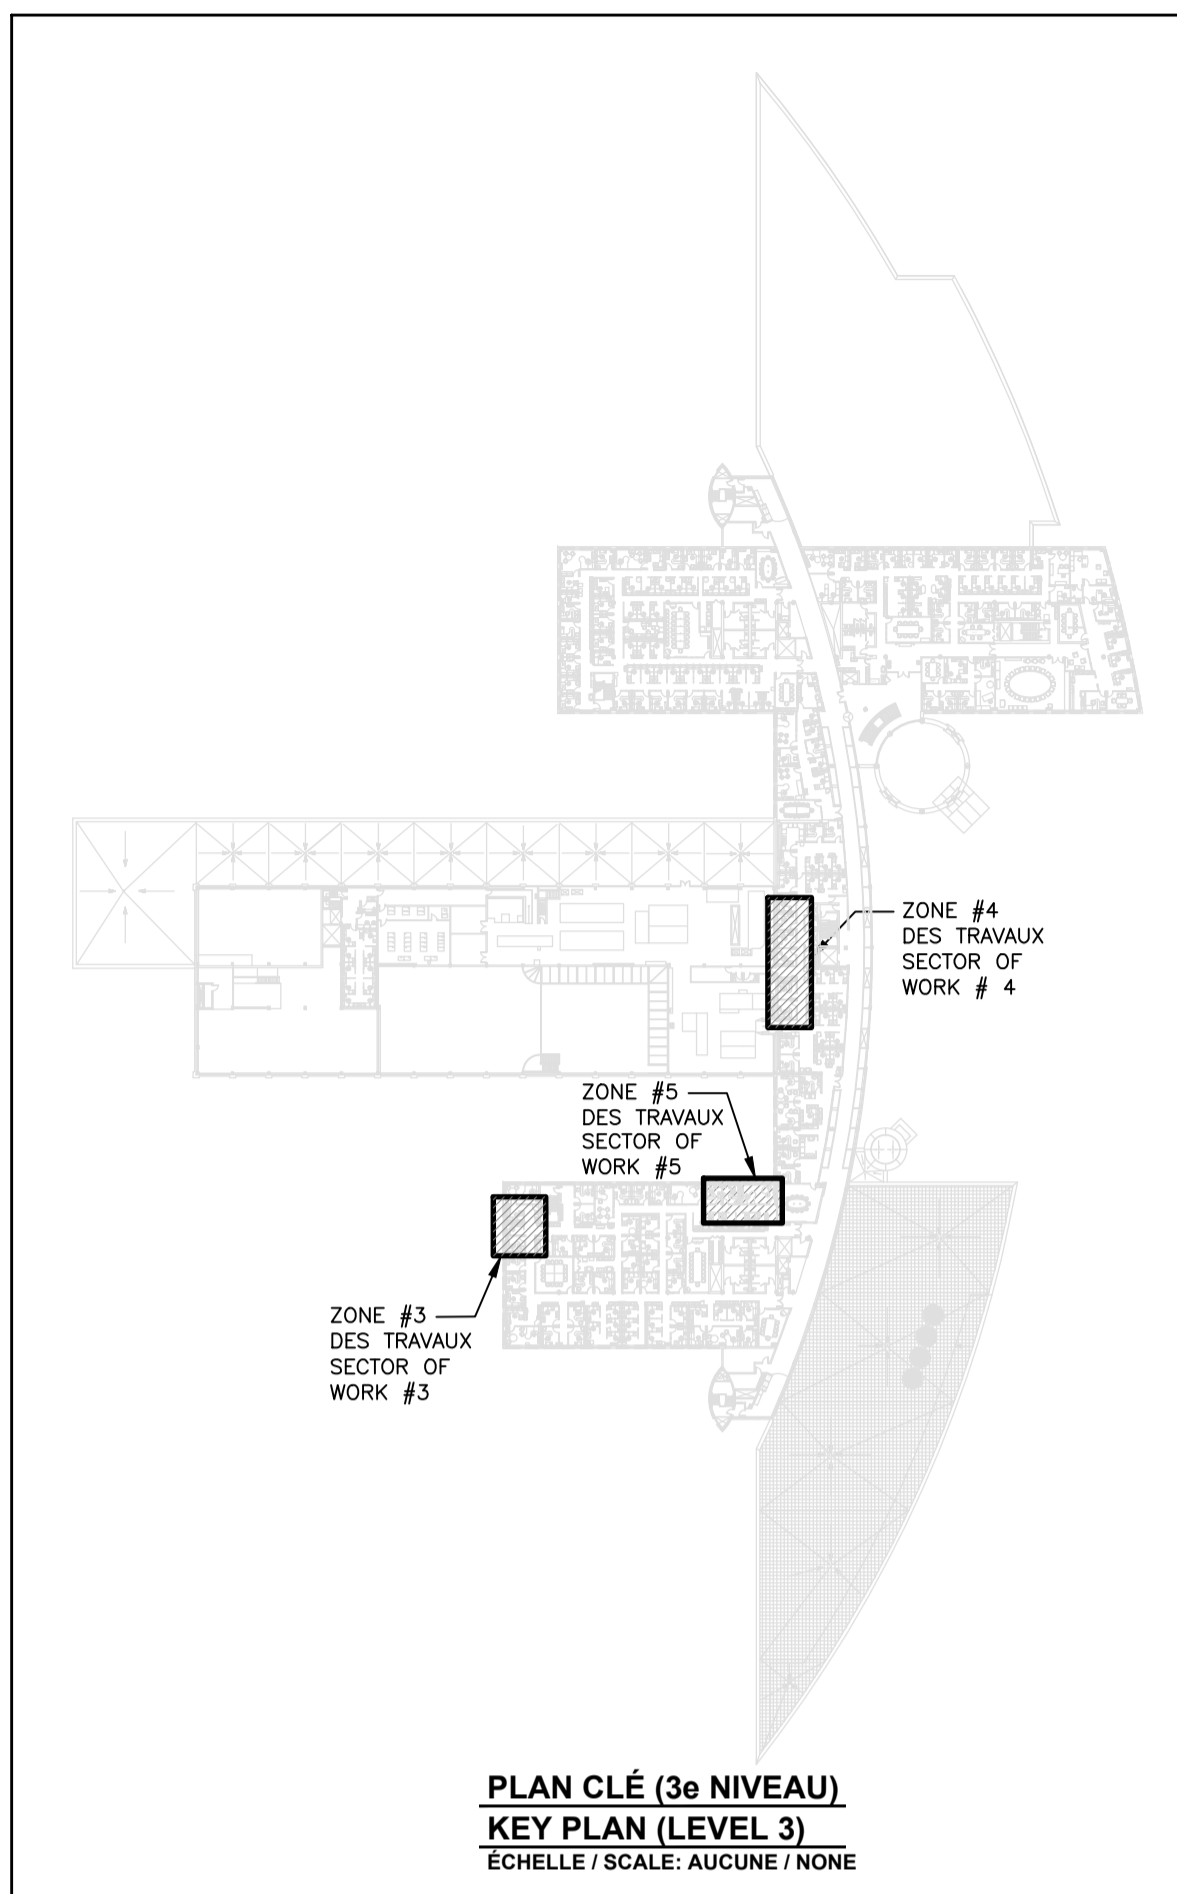 ZONE #4
DES TRAVAUX
SECTOR OF
WORK # 4
ZONE #5
DES TRAVAUX
SECTOR OF
WORK #5
ZONE #3
DES TRAVAUX
SECTOR OF
WORK #3
PLAN CLÉ (3e NIVEAU)
KEY PLAN (LEVEL 3)
ÉCHELLE / SCALE: AUCUNE / NONE